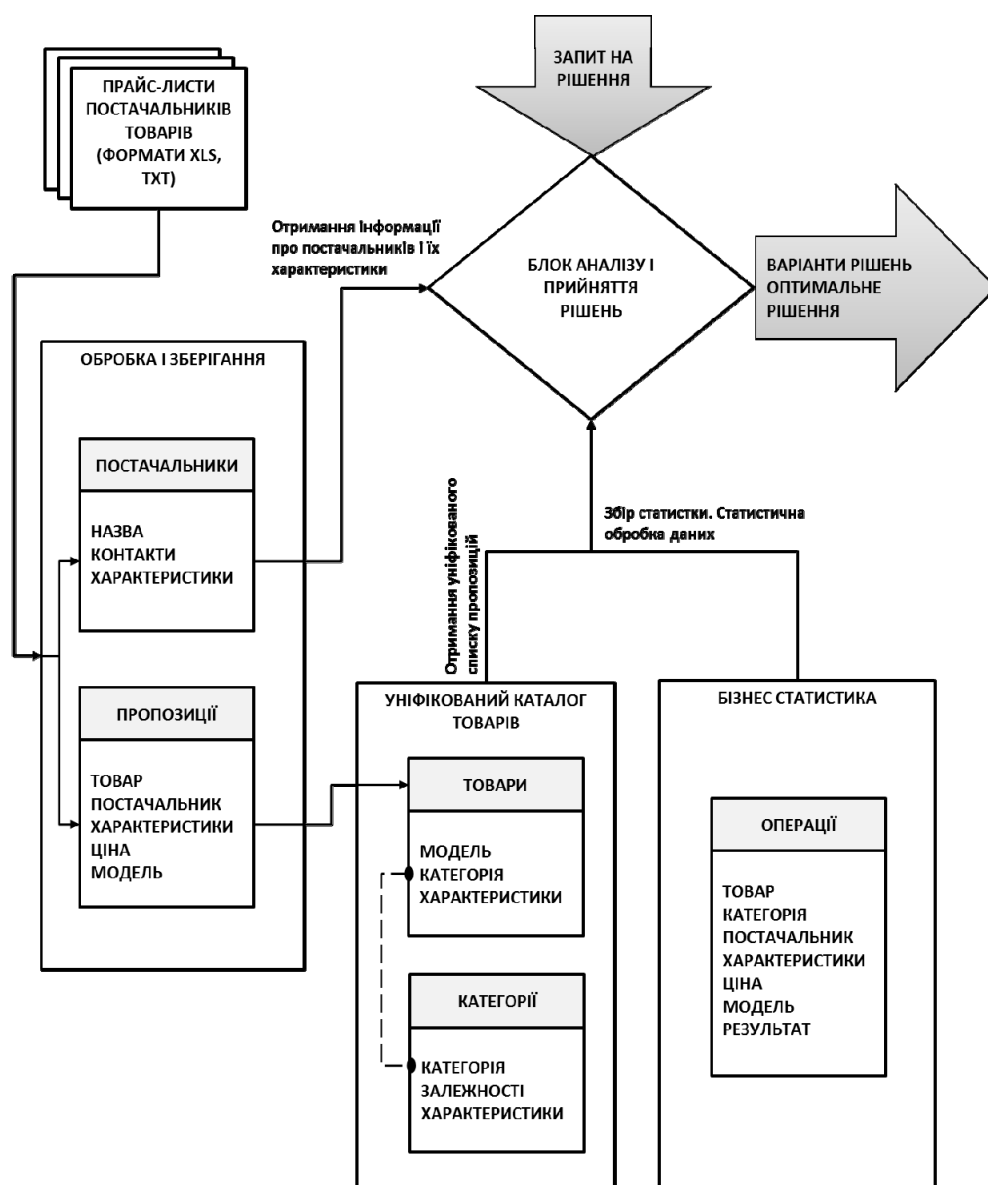 ЗАПИТ НА
РІШЕННЯ
ПРАЙС-ЛИСТИ
ПОСТАЧАЛЬНИКІВ
ТОВАРІВ
(ФОРМАТИ XLS,
TXT)
Отримання інформації
про постачальників і їх
характеристики
БЛОК АНАЛІЗУ І
ПРИЙНЯТТЯ
РІШЕНЬ
ВАРІАНТИ РІШЕНЬ
ОПТИМАЛЬНЕ
РІШЕННЯ
ОБРОБКА І ЗБЕРІГАННЯ
ПОСТАЧАЛЬНИКИ
НАЗВА
КОНТАКТИ
ХАРАКТЕРИСТИКИ
ПРОПОЗИЦІЇ
ТОВАР
ПОСТАЧАЛЬНИК
ХАРАКТЕРИСТИКИ
ЦІНА
МОДЕЛЬ
Отримання уніфікованого
списку пропозицій
Збір статистки. Статистична
обробка даних
УНІФІКОВАНИЙ КАТАЛОГ
ТОВАРІВ
ТОВАРИ
МОДЕЛЬ
КАТЕГОРІЯ
ХАРАКТЕРИСТИКИ
КАТЕГОРІЇ
КАТЕГОРІЯ
ЗАЛЕЖНОСТІ
ХАРАКТЕРИСТИКИ
БІЗНЕС СТАТИСТИКА
ОПЕРАЦІЇ
ТОВАР
КАТЕГОРІЯ
ПОСТАЧАЛЬНИК
ХАРАКТЕРИСТИКИ
ЦІНА
МОДЕЛЬ
РЕЗУЛЬТАТ